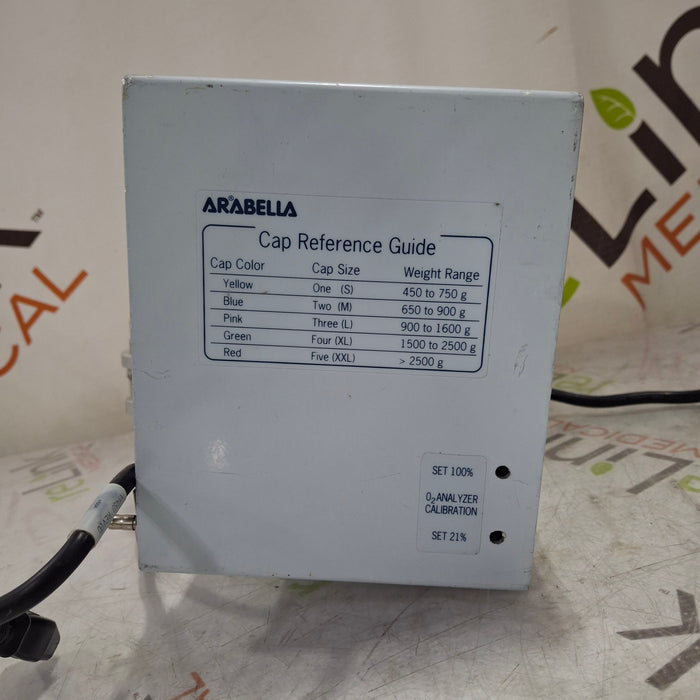 ARABELLA®
Cap Reference Guide
Cap Color Cap Size Weight Range
Yellow One (S) 450 to 750 g
Blue Two (M) 650 to 900 g
Pink Three (L) 900 to 1600 g
Green Four (XL) 1500 to 2500 g
Red Five (XXL) > 2500 g
SET 100%
O₂ ANALYZER
CALIBRATION
SET 21%
Link
MEDICAL